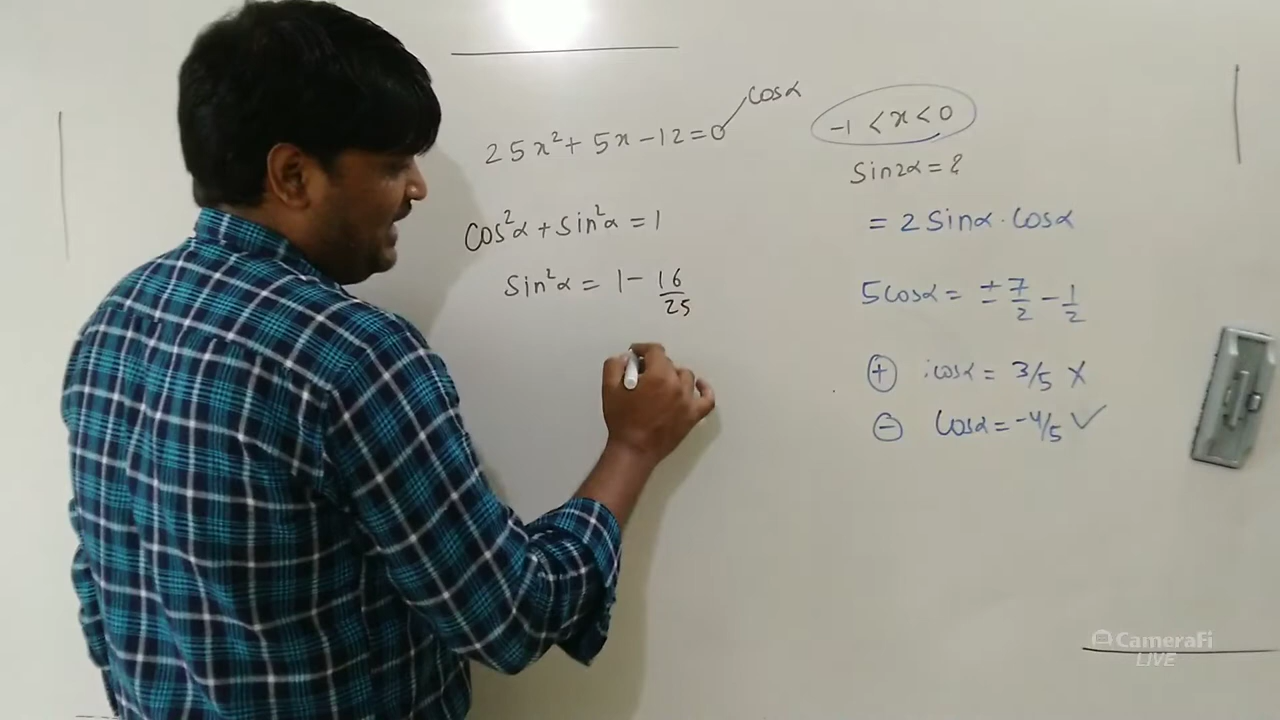 cosα
25x² + 5x - 12 = 0
cos²α + sin²α = 1
sin²α = 1 - 16/25
-1 < x < 0
Sin2α = ?
= 2 Sinα · Cosα
5cosα = ± 7/2 - 1/2
⊕ cosα = 3/5 ✗
⊖ cosα = -4/5 ✓
CameraFi
LIVE